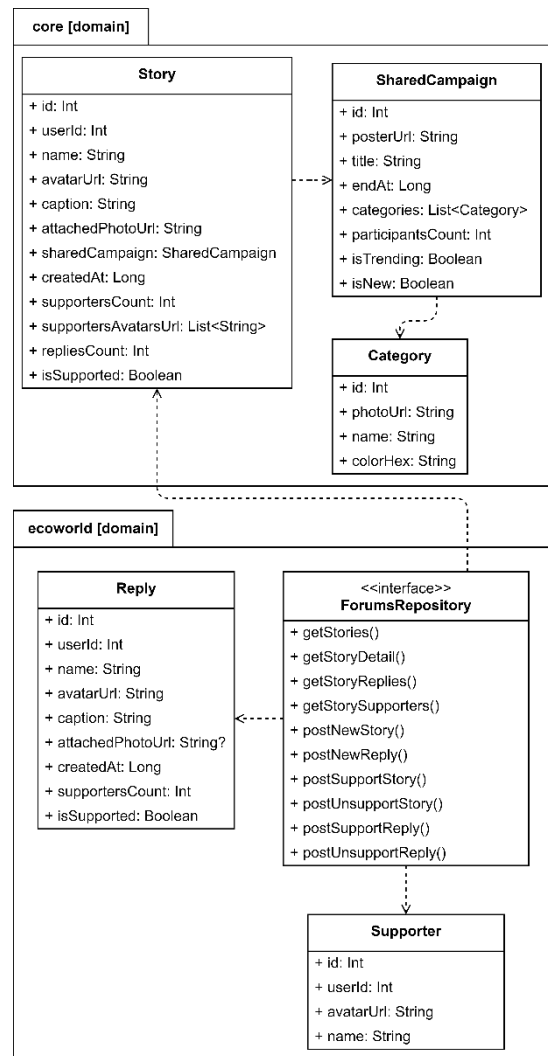 core [domain]
Story
+ id: Int
+ userId: Int
+ name: String
+ avatarUrl: String
+ caption: String
+ attachedPhotoUrl: String
+ sharedCampaign: SharedCampaign
+ createdAt: Long
+ supportersCount: Int
+ supportersAvatarsUrl: List<String>
+ repliesCount: Int
+ isSupported: Boolean
SharedCampaign
+ id: Int
+ posterUrl: String
+ title: String
+ endAt: Long
+ categories: List<Category>
+ participantsCount: Int
+ isTrending: Boolean
+ isNew: Boolean
Category
+ id: Int
+ photoUrl: String
+ name: String
+ colorHex: String
ecoworld [domain]
Reply
+ id: Int
+ userId: Int
+ name: String
+ avatarUrl: String
+ caption: String
+ attachedPhotoUrl: String?
+ createdAt: Long
+ supportersCount: Int
+ isSupported: Boolean
<<interface>>
ForumsRepository
+ getStories()
+ getStoryDetail()
+ getStoryReplies()
+ getStorySupporters()
+ postNewStory()
+ postNewReply()
+ postSupportStory()
+ postUnsupportStory()
+ postSupportReply()
+ postUnsupportReply()
Supporter
+ id: Int
+ userId: Int
+ avatarUrl: String
+ name: String